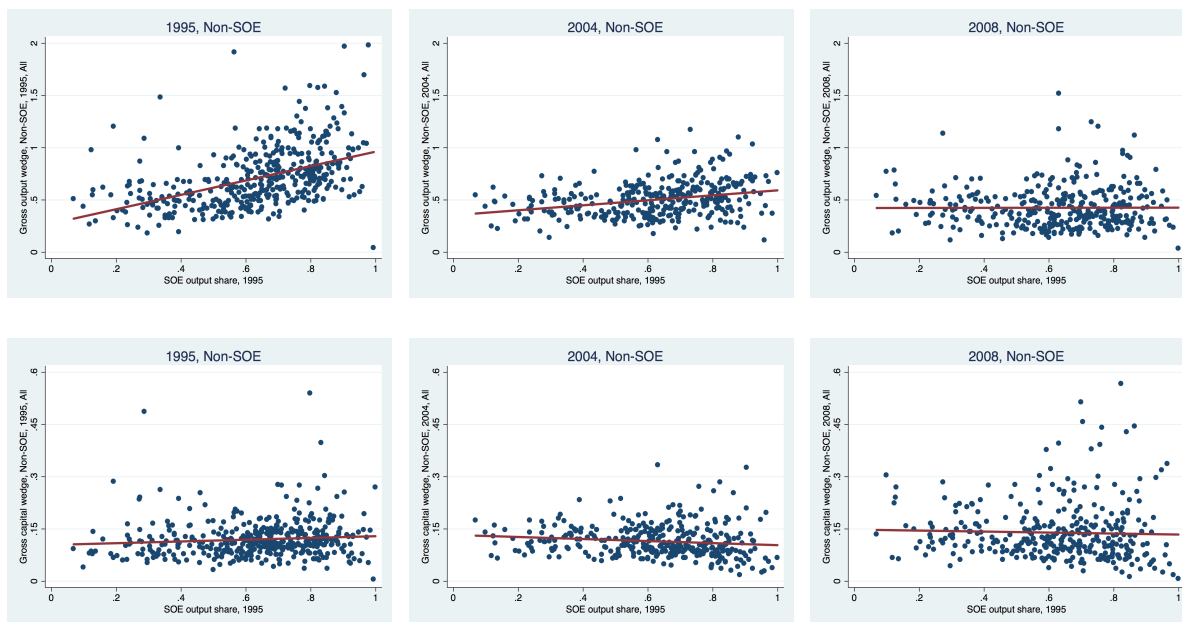 1995, Non-SOE
Gross output wedge, Non-SOE, 1995, All
2
1.5
1
.5
0
0 .2 .4 .6 .8 1
SOE output share, 1995
2004, Non-SOE
Gross output wedge, Non-SOE, 2004, All
2
1.5
1
.5
0
0 .2 .4 .6 .8 1
SOE output share, 1995
2008, Non-SOE
Gross output wedge, Non-SOE, 2008, All
2
1.5
1
.5
0
0 .2 .4 .6 .8 1
SOE output share, 1995
1995, Non-SOE
Gross capital wedge, Non-SOE, 1995, All
.6
.45
.3
.15
0
0 .2 .4 .6 .8 1
SOE output share, 1995
2004, Non-SOE
Gross capital wedge, Non-SOE, 2004, All
.6
.45
.3
.15
0
0 .2 .4 .6 .8 1
SOE output share, 1995
2008, Non-SOE
Gross capital wedge, Non-SOE, 2008, All
.6
.45
.3
.15
0
0 .2 .4 .6 .8 1
SOE output share, 1995